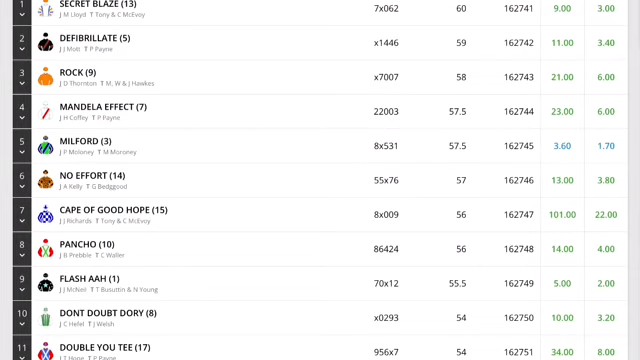 1 SECRET BLAZE (13) 7x062 60 162741 9.00 3.00
J M Lloyd T Tony & C McEvoy
2 DEFIBRILLATE (5) x1446 59 162742 11.00 3.40
J J Mott T P Payne
3 ROCK (9) x7007 58 162743 21.00 6.00
J D Thornton T M, W & J Hawkes
4 MANDELA EFFECT (7) 22003 57.5 162744 23.00 6.00
J H Coffey T P Payne
5 MILFORD (3) 8x531 57.5 162745 3.60 1.70
J P Moloney T M Moroney
6 NO EFFORT (14) 55x76 57 162746 13.00 3.80
J A Kelly T G Bedggood
7 CAPE OF GOOD HOPE (15) 8x009 56 162747 101.00 22.00
J J Richards T Tony & C McEvoy
8 PANCHO (10) 86424 56 162748 14.00 4.00
J B Prebble T C Waller
9 FLASH AAH (1) 70x12 55.5 162749 5.00 2.00
J J McNeil T T Busuttin & N Young
10 DONT DOUBT DORY (8) x0293 54 162750 10.00 3.20
J C Hefel T J Welsh
11 DOUBLE YOU TEE (17) 956x7 54 162751 34.00 8.00
J T Hope T P Payne